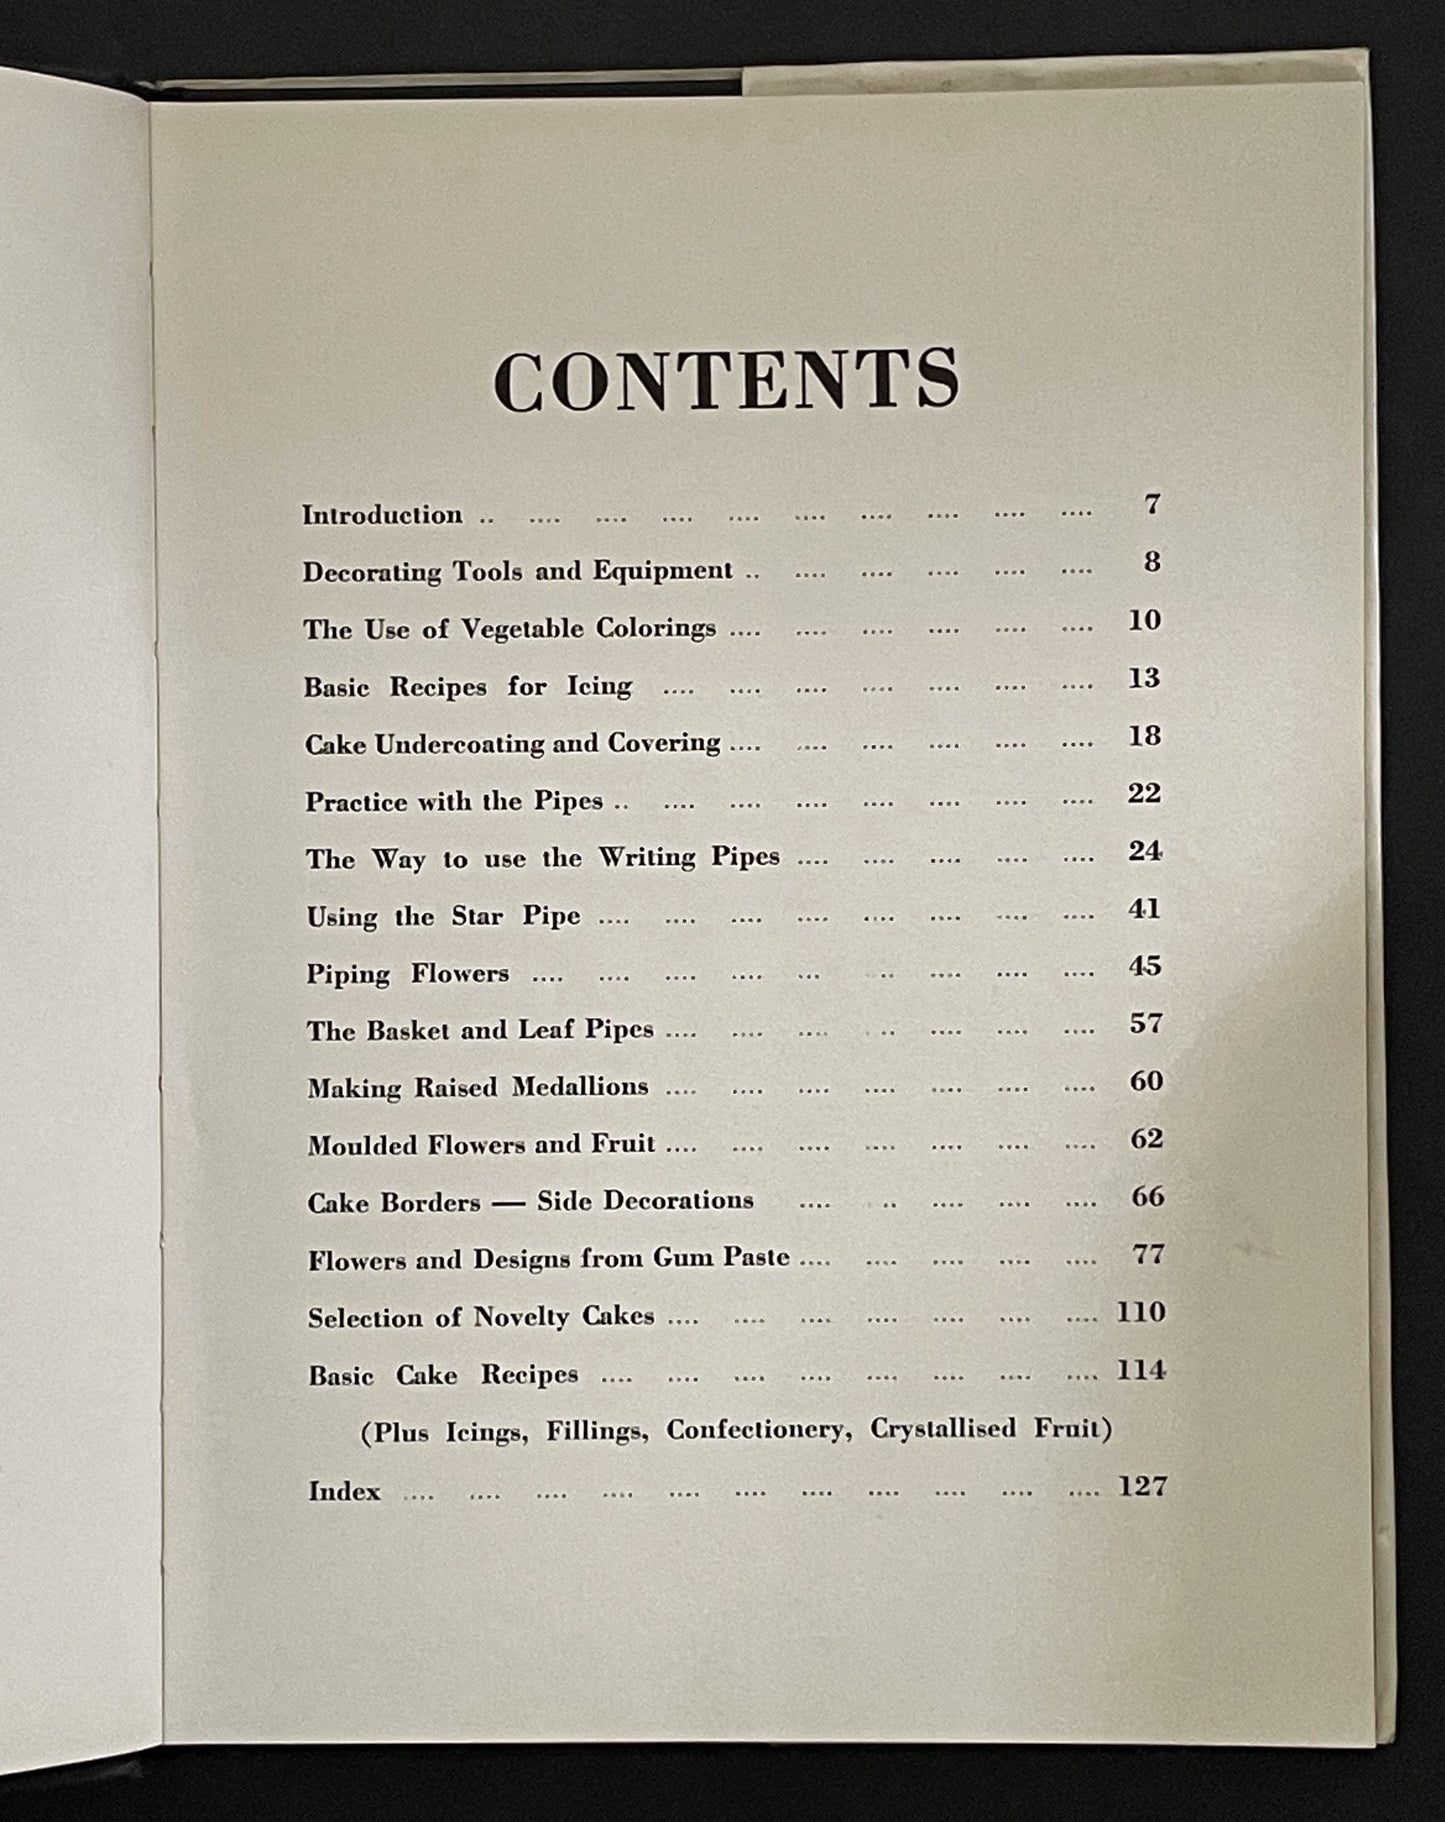 CONTENTS
Introduction .. .... .... .... .... .... .... .... .... .... 7
Decorating Tools and Equipment .. .... .... .... .... .... 8
The Use of Vegetable Colorings .... .... .... .... .... .... 10
Basic Recipes for Icing .... .... .... .... .... .... .... 13
Cake Undercoating and Covering .... .... .... .... .... .... 18
Practice with the Pipes .. .... .... .... .... .... .... .... 22
The Way to use the Writing Pipes .... .... .... .... .... 24
Using the Star Pipe .... .... .... .... .... .... .... .... 41
Piping Flowers .... .... .... .... ... .. .... .... .... 45
The Basket and Leaf Pipes .... .... .... .. .... .... .... 57
Making Raised Medallions .... .... .... .... .... .... .... 60
Moulded Flowers and Fruit .... .... .... .... .... .... .... 62
Cake Borders — Side Decorations .... .. .... .... .... 66
Flowers and Designs from Gum Paste .... .... .... .... .... 77
Selection of Novelty Cakes .... .... .... .... .... .... .... 110
Basic Cake Recipes .... .... .... .... .... .... .... .... 114
(Plus Icings, Fillings, Confectionery, Crystallised Fruit)
Index .... .... .... .... .... .... .... .... .... .... .... 127